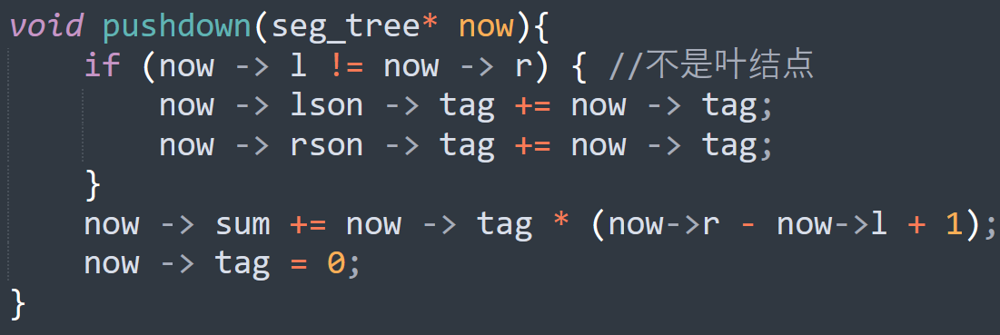 void pushdown(seg_tree* now){
    if (now -> l != now -> r) { //不是叶结点
        now -> lson -> tag += now -> tag;
        now -> rson -> tag += now -> tag;
    }
    now -> sum += now -> tag * (now->r - now->l + 1);
    now -> tag = 0;
}